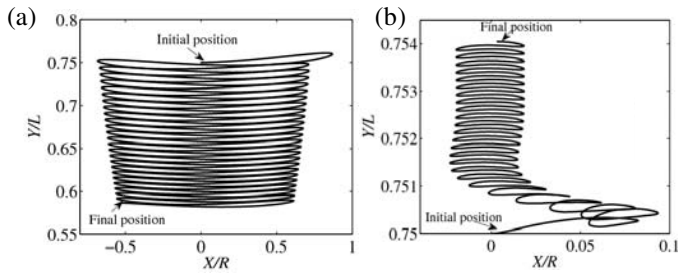 (a)
0.8
0.75
0.7
0.65
0.6
0.55
Y/L
Initial position
Final position
−0.5
0
0.5
1
X/R
(b)
0.754
0.753
0.752
0.751
0.75
Y/L
Final position
Initial position
0
0.05
0.1
X/R